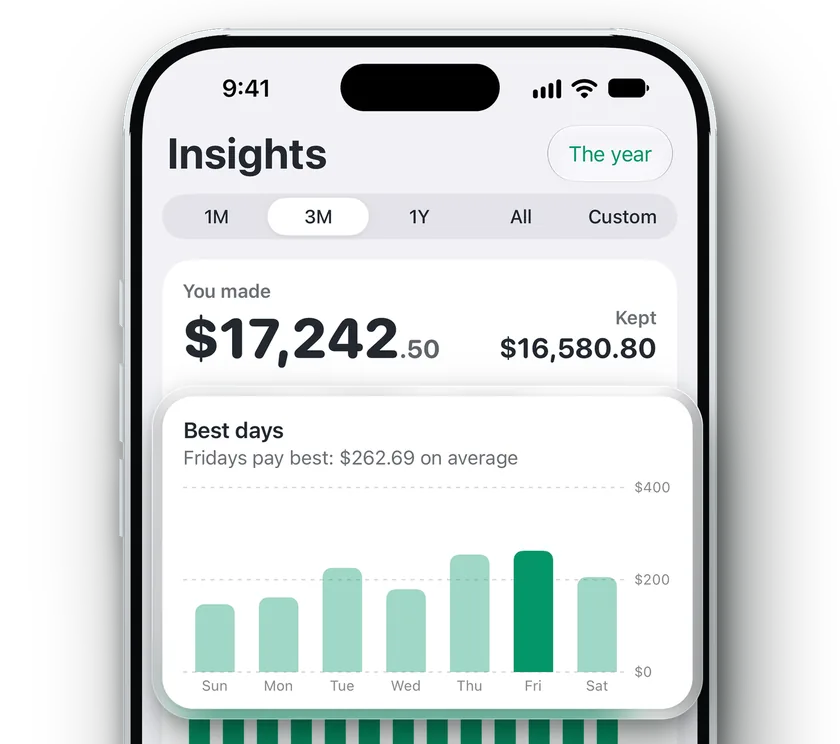 9:41
Insights
The year
1M 3M 1Y All Custom
You made
Kept
$17,242.50
$16,580.80
Best days
Fridays pay best: $262.69 on average
$400
$200
$0
Sun Mon Tue Wed Thu Fri Sat